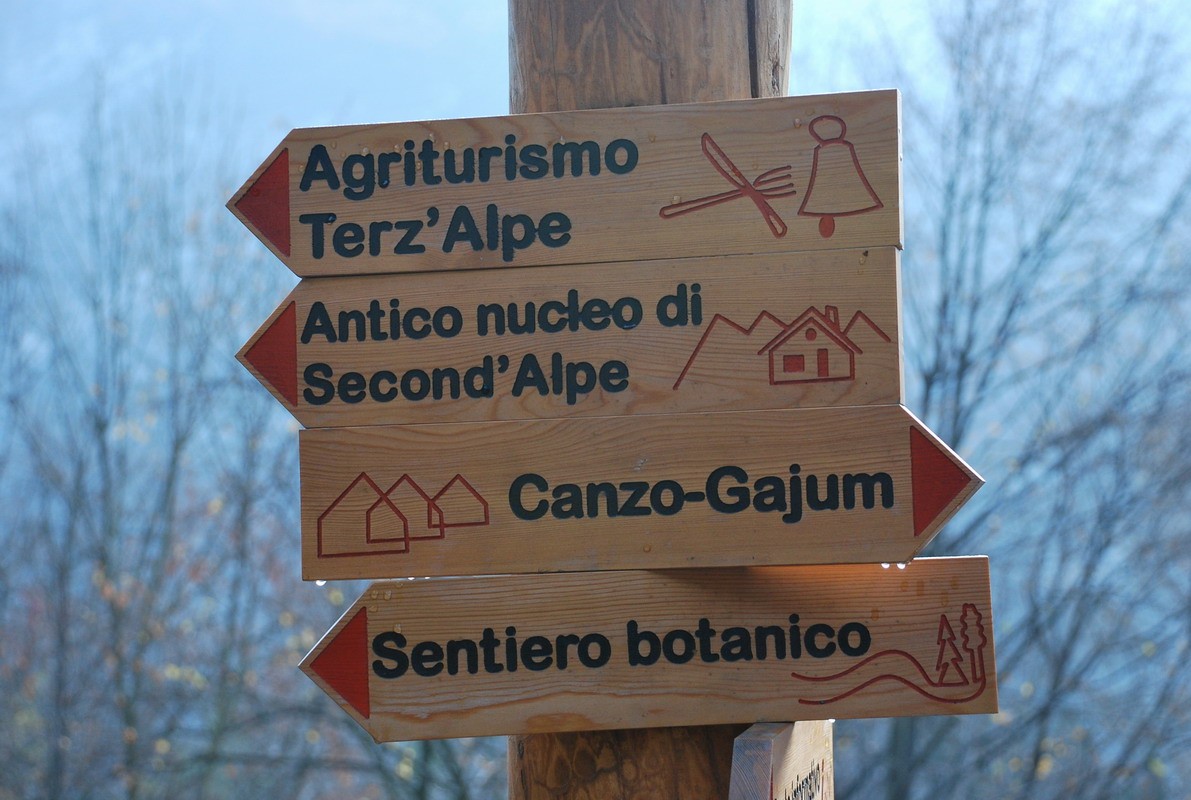 Agriturismo
Terz'Alpe
Antico nucleo di
Second'Alpe
Canzo-Gajum
Sentiero botanico